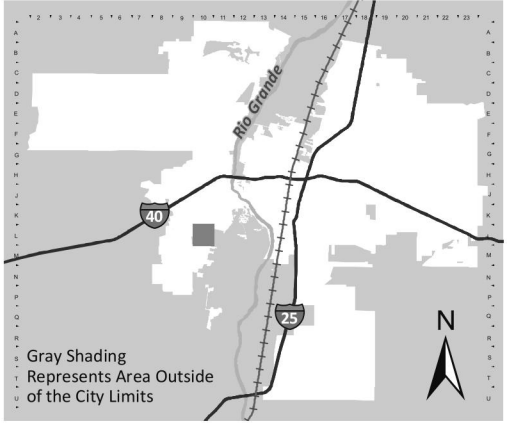 1 2 3 4 5 6 7 8 9 10 11 12 13 14 15 16 17 18 19 20 21 22 23
A A
B B
C C
D D
E E
F F
G G
H H
J J
K K
L L
M M
N N
P P
Q Q
R R
S S
T T
U U
Rio Grande
40
25
N
Gray Shading
Represents Area Outside
of the City Limits